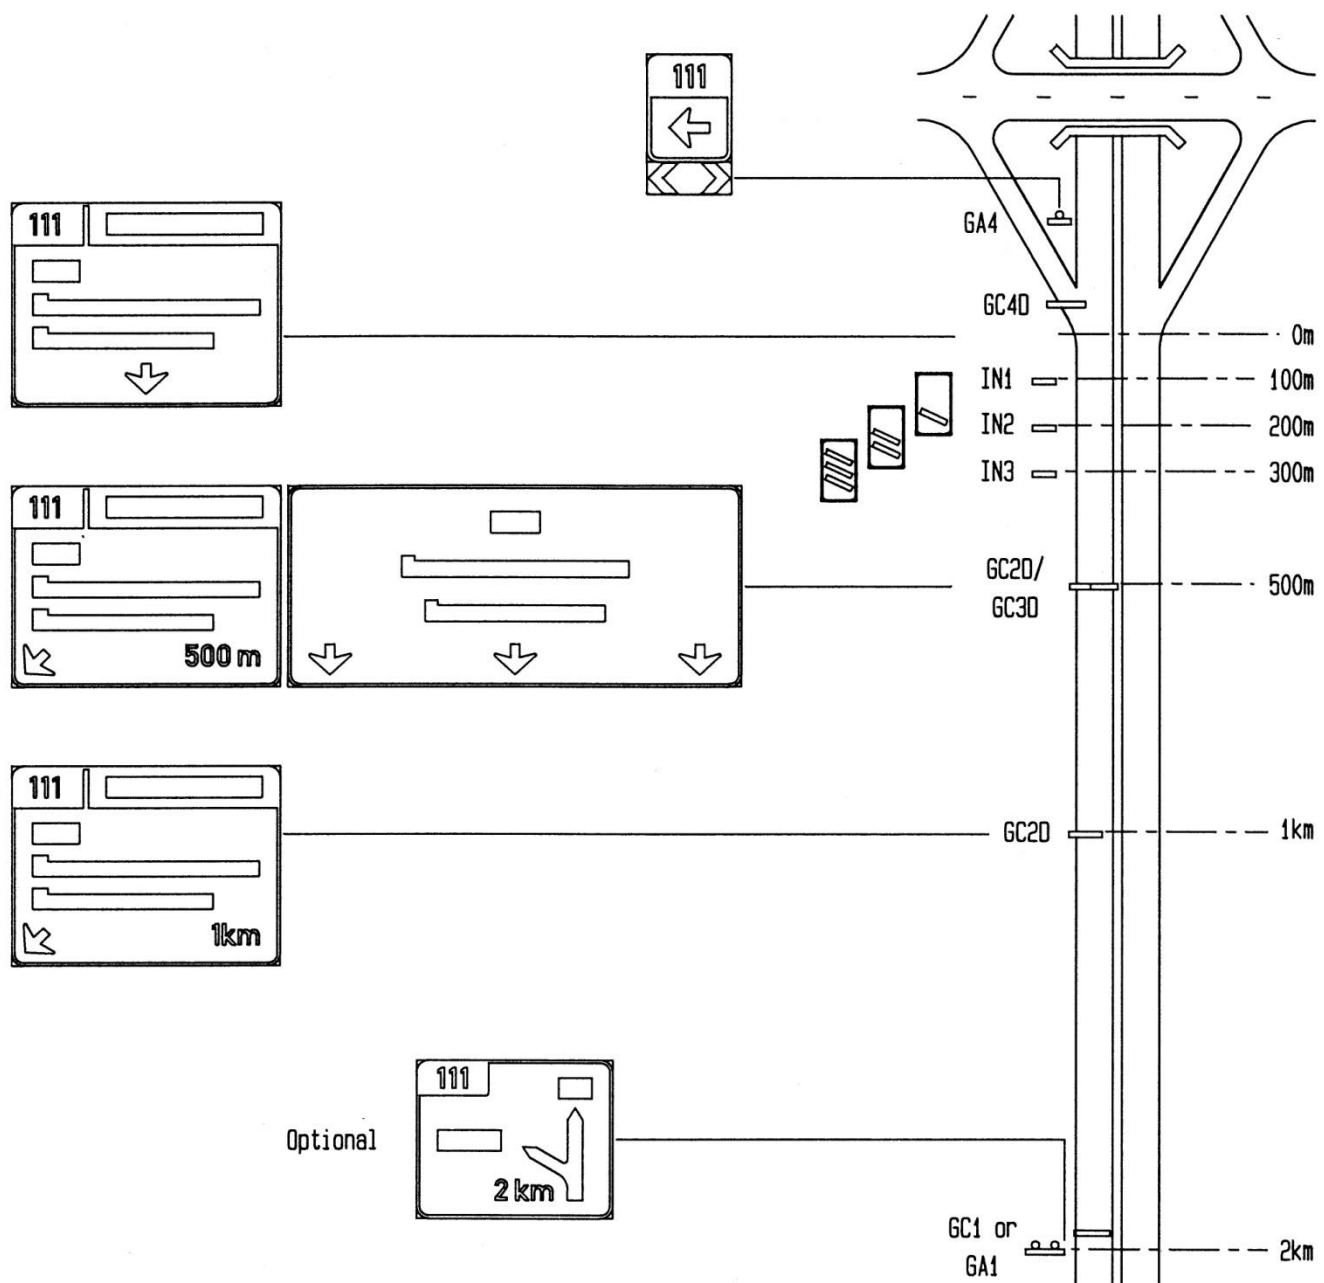 111
GA4
111
GC4D
0m
IN1
100m
IN2
200m
IN3
300m
111
500 m
GC2D/
GC3D
500m
111
1km
GC2D
1km
111
2 km
Optional
GC1 or
GA1
2km